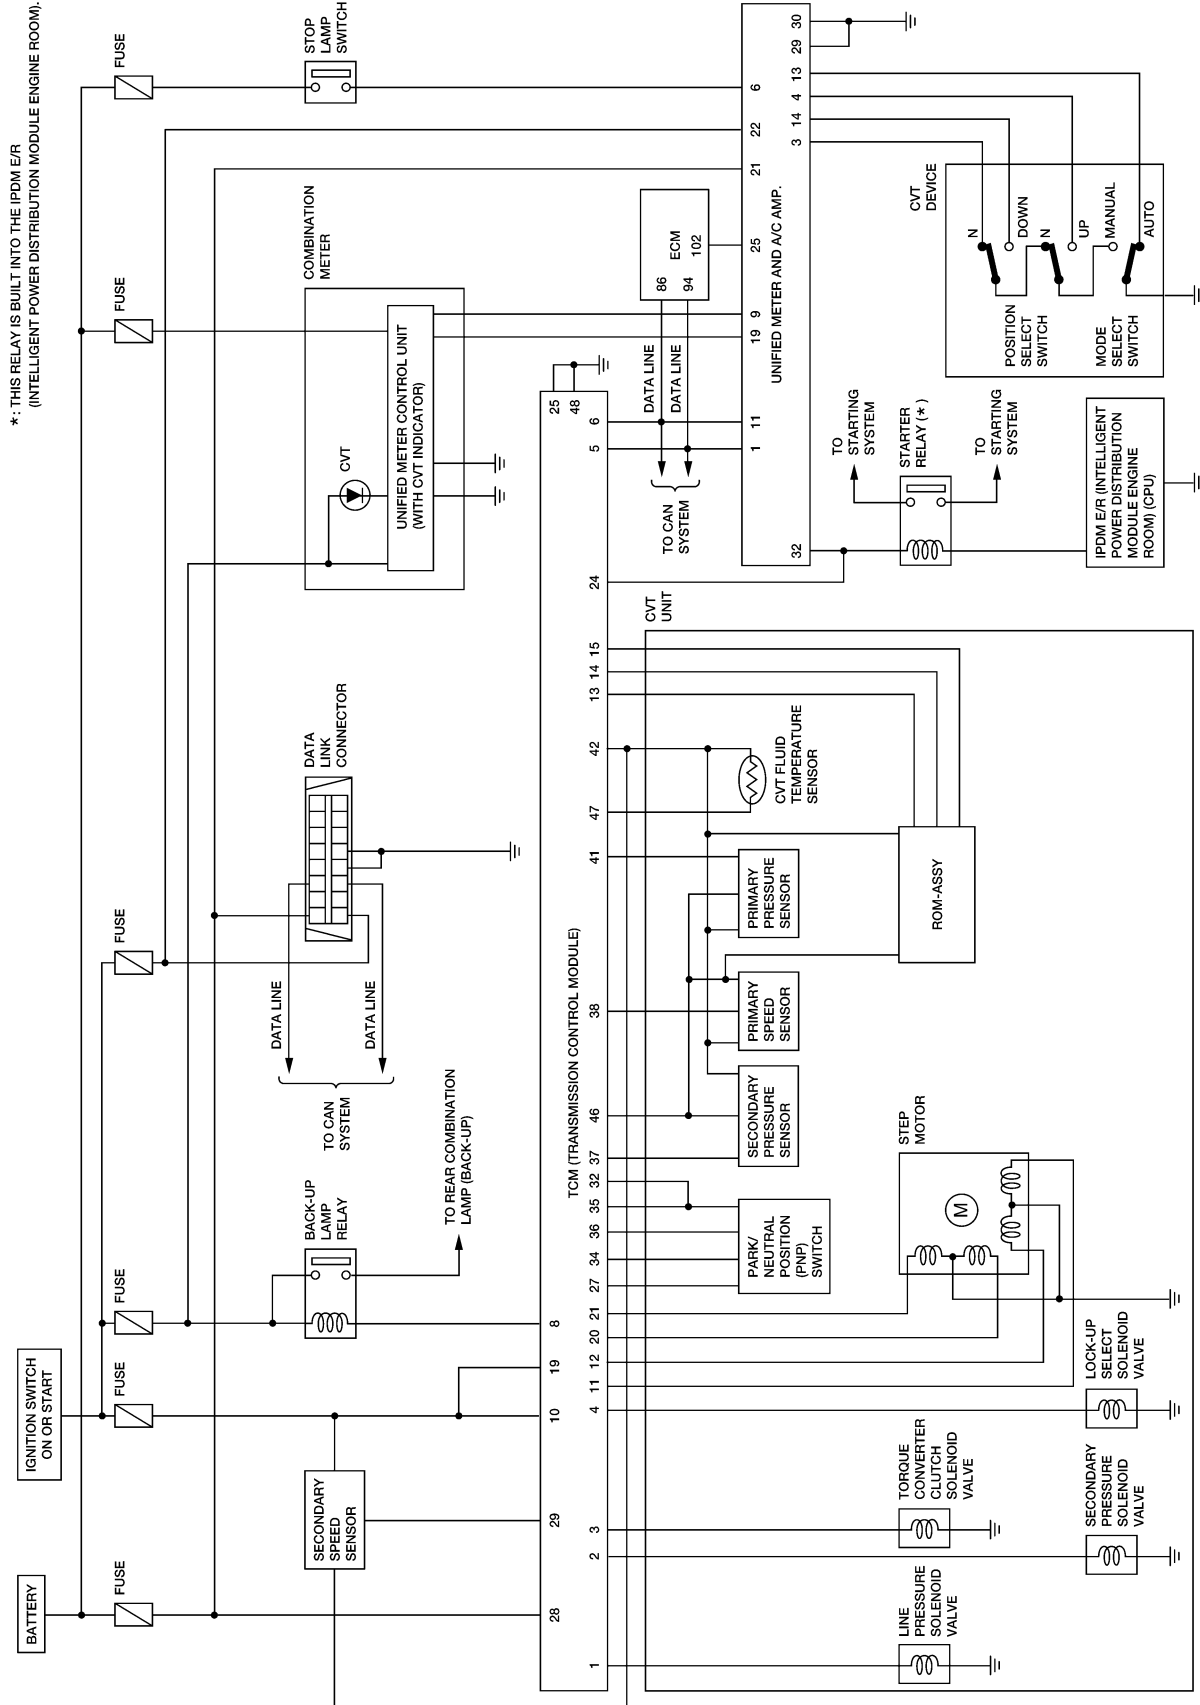 *: THIS RELAY IS BUILT INTO THE IPDM E/R
(INTELLIGENT POWER DISTRIBUTION MODULE ENGINE ROOM).
BATTERY
IGNITION SWITCH
ON OR START
FUSE
FUSE
FUSE
FUSE
FUSE
FUSE
SECONDARY
SPEED
SENSOR
BACK-UP
LAMP
RELAY
TO REAR COMBINATION
LAMP (BACK-UP)
TO CAN
SYSTEM
DATA LINE
DATA LINE
DATA
LINK
CONNECTOR
COMBINATION
METER
CVT
UNIFIED METER CONTROL UNIT
(WITH CVT INDICATOR)
STOP
LAMP
SWITCH
28
29
10
19
8
TCM (TRANSMISSION CONTROL MODULE)
25
48
1
2
3
4
11
12
20
21
27
34
36
35
32
37
46
38
41
47
42
13
14
15
24
5
6
TO CAN
SYSTEM
DATA LINE
DATA LINE
ECM
86
94
102
UNIFIED METER AND A/C AMP.
32
1
11
19
9
25
21
22
6
3
14
4
13
29
30
CVT
DEVICE
N
DOWN
N
UP
MANUAL
AUTO
POSITION
SELECT
SWITCH
MODE
SELECT
SWITCH
TO
STARTING
SYSTEM
STARTER
RELAY (*)
TO
STARTING
SYSTEM
IPDM E/R (INTELLIGENT
POWER DISTRIBUTION
MODULE ENGINE
ROOM) (CPU)
CVT
UNIT
CVT FLUID
TEMPERATURE
SENSOR
PRIMARY
PRESSURE
SENSOR
PRIMARY
SPEED
SENSOR
SECONDARY
PRESSURE
SENSOR
PARK/
NEUTRAL
POSITION
(PNP)
SWITCH
ROM-ASSY
STEP
MOTOR
M
LOCK-UP
SELECT
SOLENOID
VALVE
TORQUE
CONVERTER
CLUTCH
SOLENOID
VALVE
SECONDARY
PRESSURE
SOLENOID
VALVE
LINE
PRESSURE
SOLENOID
VALVE